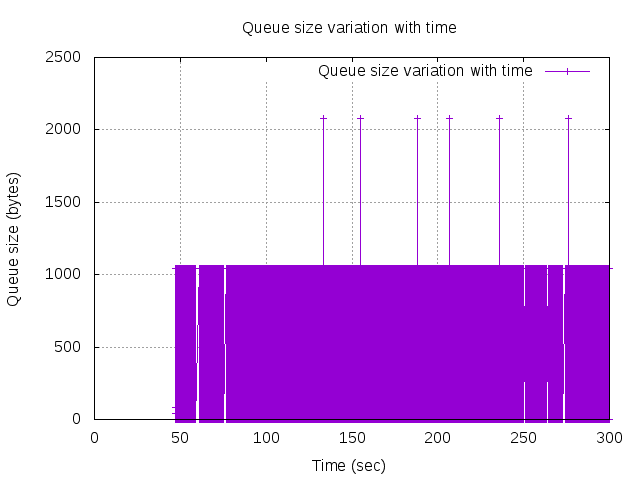 Queue size variation with time
Queue size variation with time
2500
2000
1500
1000
500
0
Queue size (bytes)
0 50 100 150 200 250 300
Time (sec)